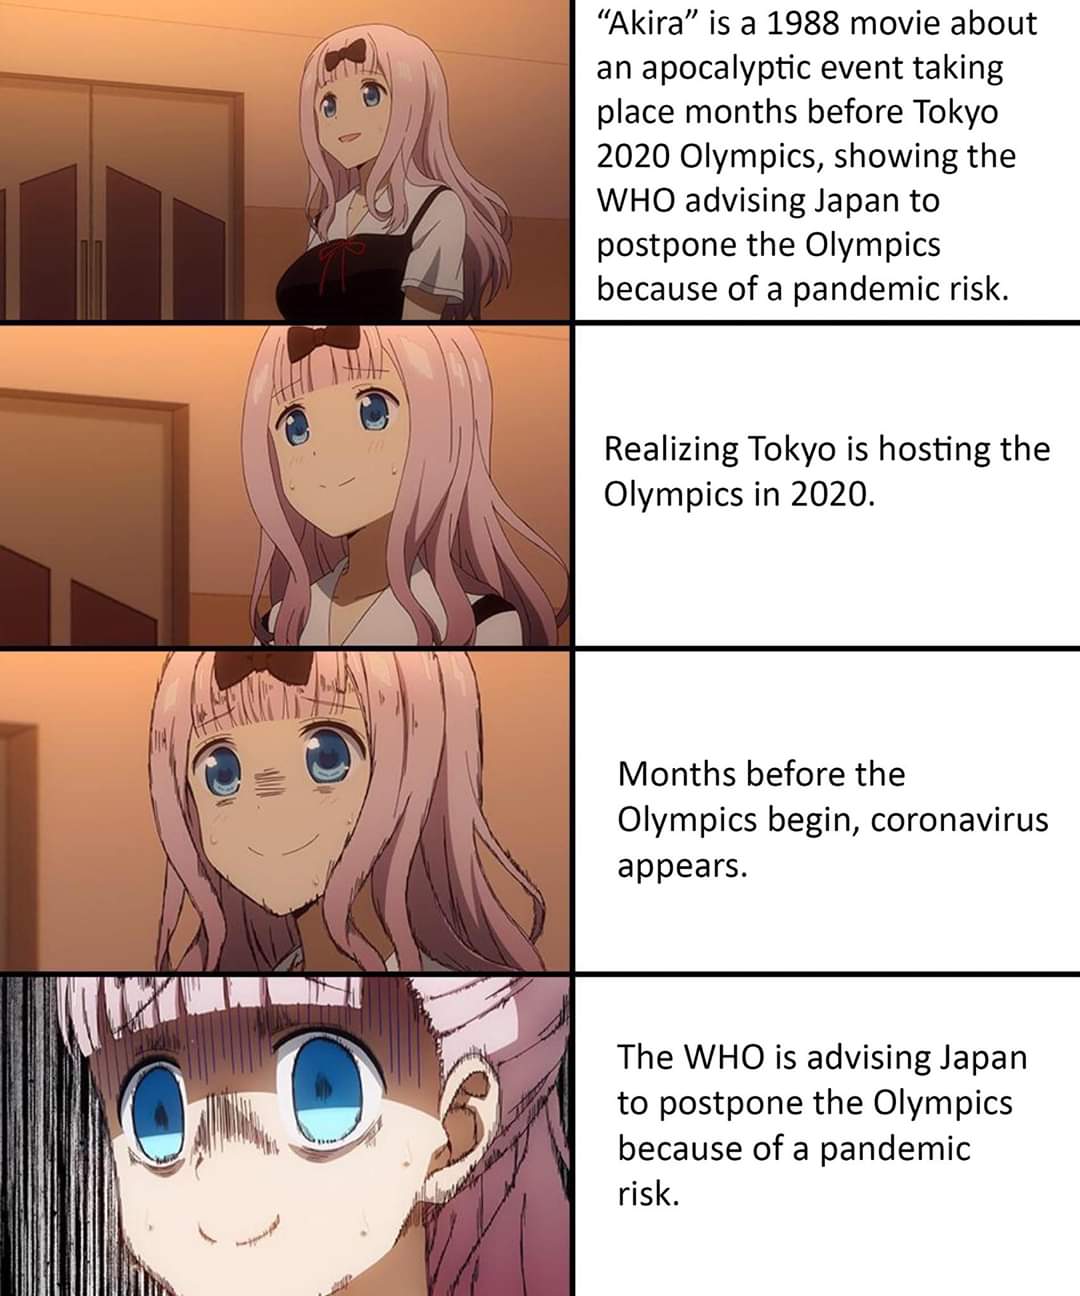 “Akira” is a 1988 movie about
an apocalyptic event taking
place months before Tokyo
2020 Olympics, showing the
WHO advising Japan to
postpone the Olympics
because of a pandemic risk.
Realizing Tokyo is hosting the
Olympics in 2020.
Months before the
Olympics begin, coronavirus
appears.
The WHO is advising Japan
to postpone the Olympics
because of a pandemic
risk.